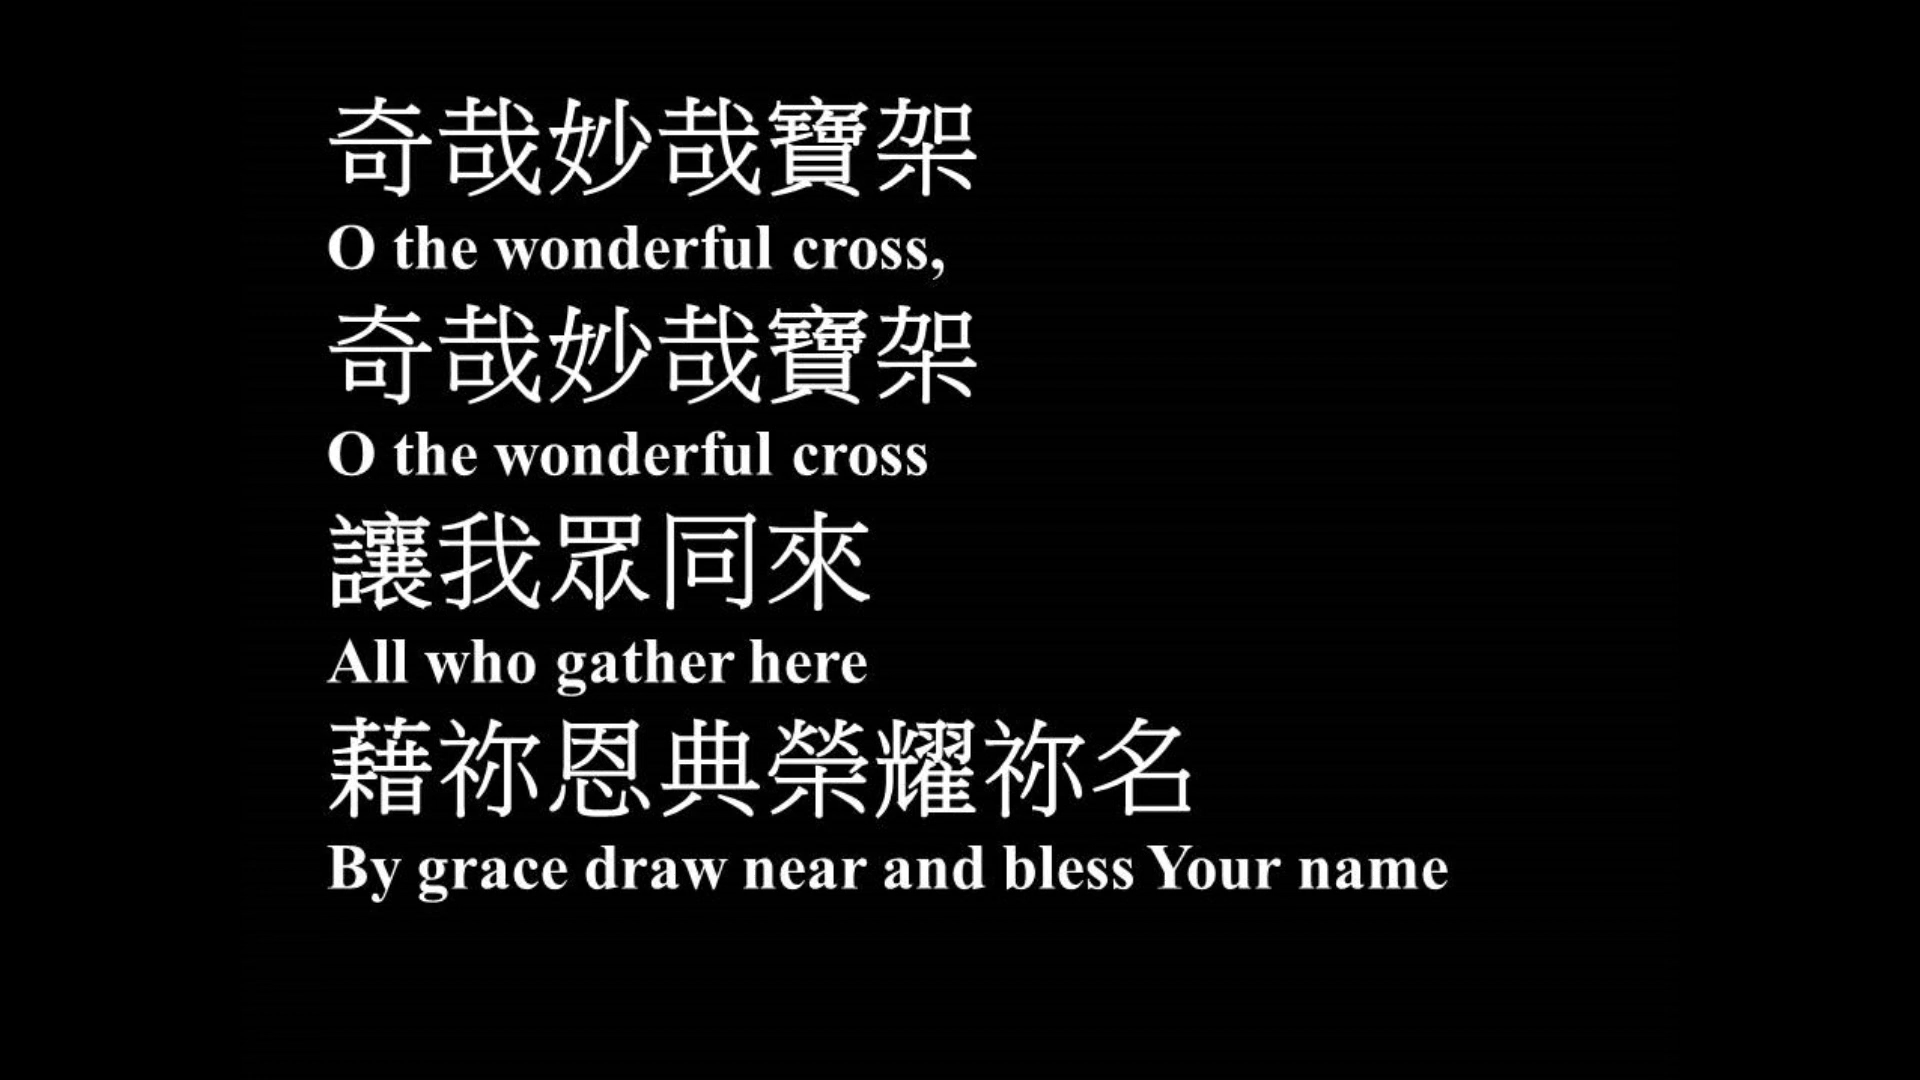 奇哉妙哉寶架
O the wonderful cross,
奇哉妙哉寶架
O the wonderful cross
讓我眾同來
All who gather here
藉祢恩典榮耀祢名
By grace draw near and bless Your name